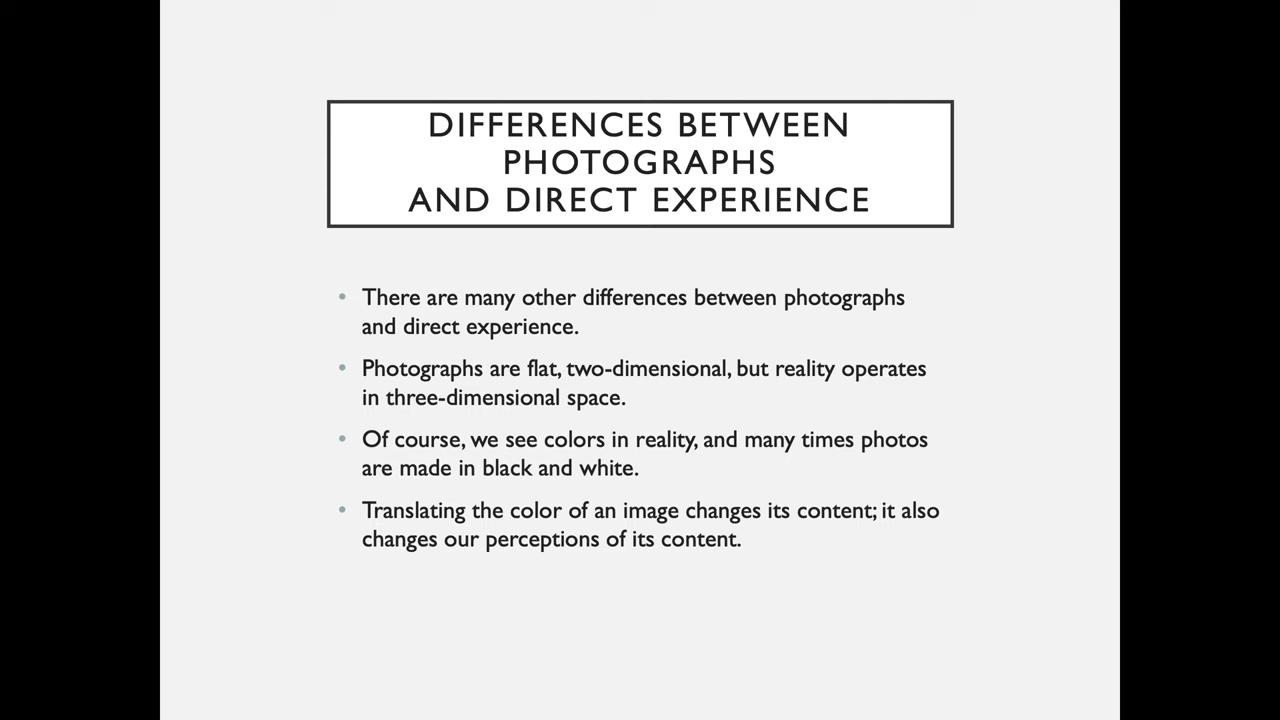 DIFFERENCES BETWEEN
PHOTOGRAPHS
AND DIRECT EXPERIENCE
• There are many other differences between photographs
and direct experience.
• Photographs are flat, two-dimensional, but reality operates
in three-dimensional space.
• Of course, we see colors in reality, and many times photos
are made in black and white.
• Translating the color of an image changes its content; it also
changes our perceptions of its content.